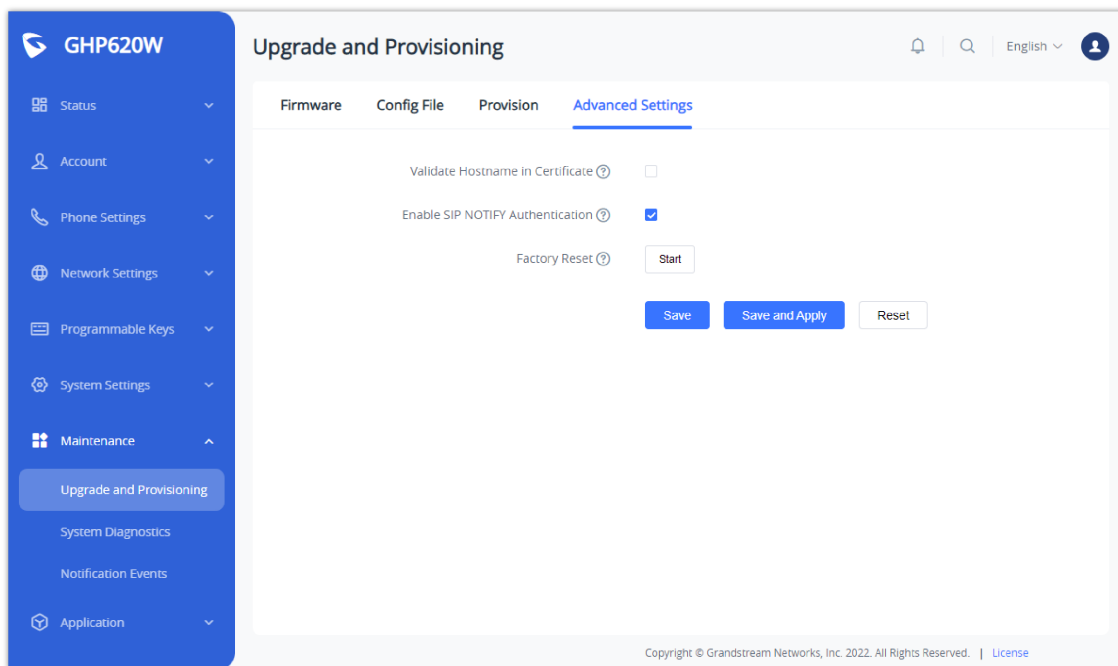 GHP620W
Status
Account
Phone Settings
Network Settings
Programmable Keys
System Settings
Maintenance
Upgrade and Provisioning
System Diagnostics
Notification Events
Application
Upgrade and Provisioning
English
Firmware Config File Provision Advanced Settings
Validate Hostname in Certificate ?
Enable SIP NOTIFY Authentication ?
Factory Reset ? Start
Save Save and Apply Reset
Copyright © Grandstream Networks, Inc. 2022. All Rights Reserved. | License